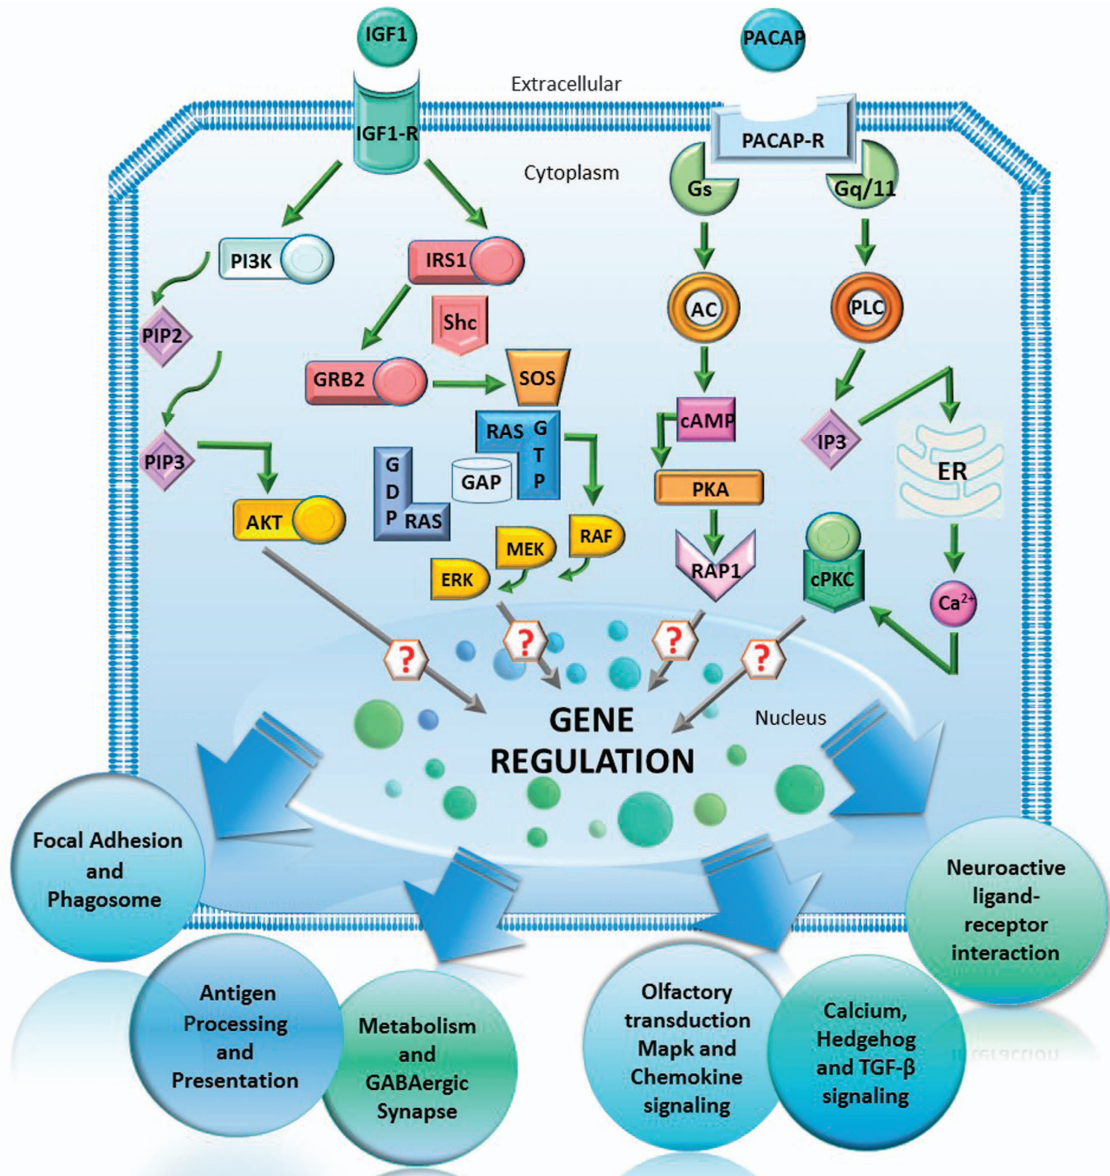 IGF1
PACAP
Extracellular
IGF1-R
PACAP-R
Cytoplasm
Gs
Gq/11
PI3K
IRS1
AC
PLC
PIP2
Shc
GRB2
SOS
cAMP
IP3
PIP3
RAS
G
T
P
GAP
G
D
P
RAS
PKA
ER
AKT
RAF
MEK
ERK
RAP1
cPKC
Ca²⁺
?
?
?
?
GENE
REGULATION
Nucleus
Focal Adhesion
and
Phagosome
Neuroactive
ligand-
receptor
interaction
Antigen
Processing
and
Presentation
Metabolism
and
GABAergic
Synapse
Olfactory
transduction
Mapk and
Chemokine
signaling
Calcium,
Hedgehog
and TGF-β
signaling
interaction